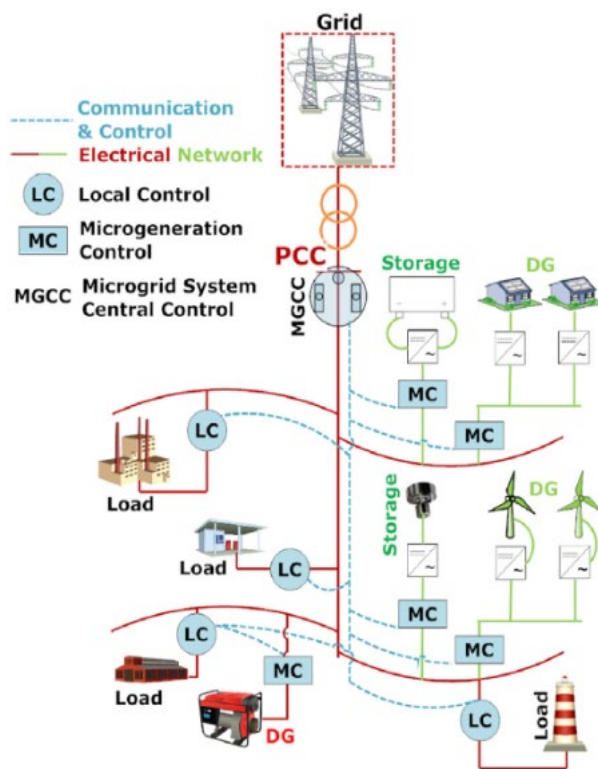 Grid
Communication
& Control
Electrical Network
LC Local Control
MC Microgeneration
Control
MGCC Microgrid System
Central Control
PCC
MGCC
Storage
DG
MC
MC
LC
Load
Storage
DG
Load
LC
MC
LC
MC
MC
Load
DG
LC
Load